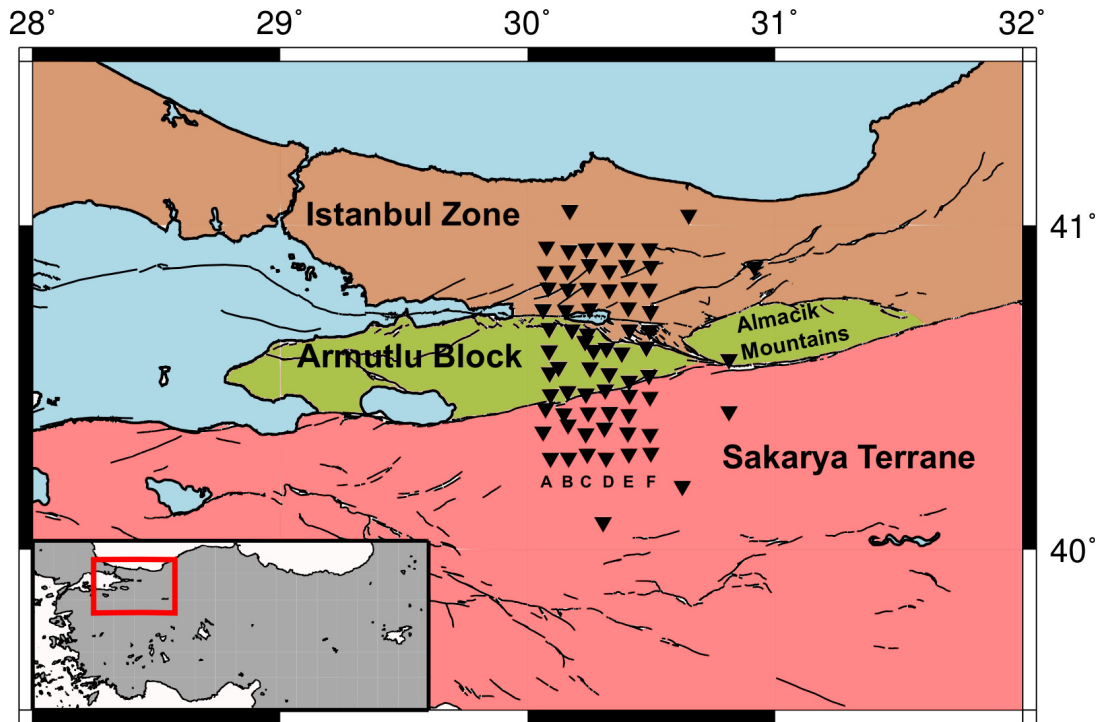 28° 29° 30° 31° 32°
Istanbul Zone
41°
Almacik
Mountains
Armutlu Block
Sakarya Terrane
A B C D E F
40°